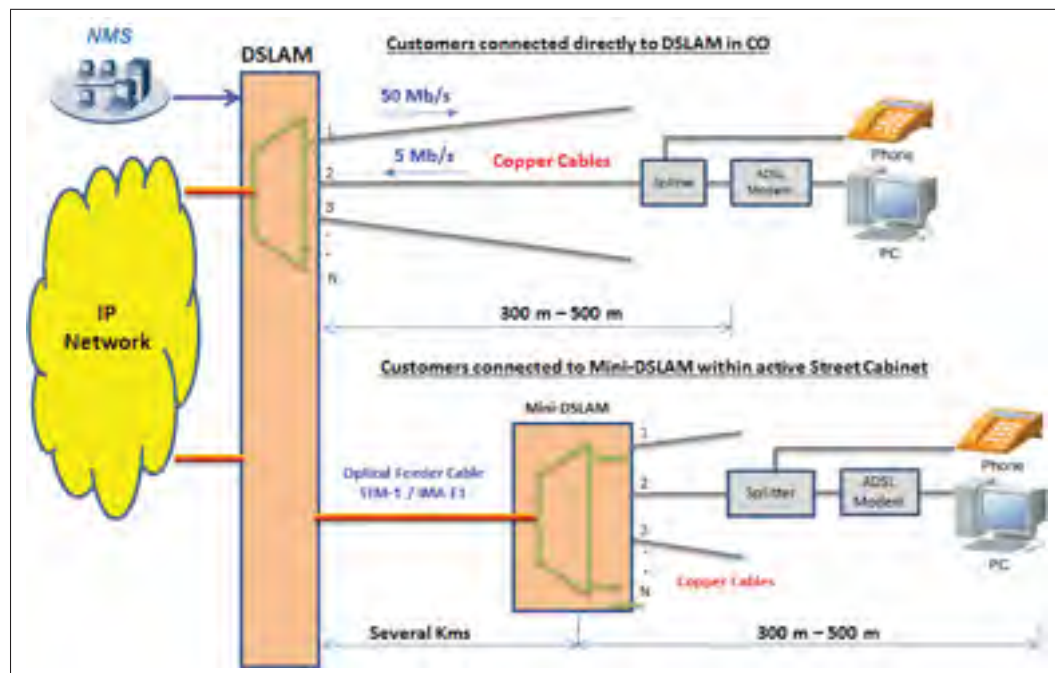 NMS
Customers connected directly to DSLAM in CO
DSLAM
50 Mb/s
1
5 Mb/s
Copper Cables
2
Phone
Splitter
ADSL
Modem
3
.
.
N
PC
300 m – 500 m
IP
Network
Customers connected to Mini-DSLAM within active Street Cabinet
Mini-DSLAM
1
Optical Feeder Cable
STM-1 / IMA E1
2
Phone
Splitter
ADSL
Modem
3
.
.
N
Copper Cables
PC
Several Kms
300 m – 500 m